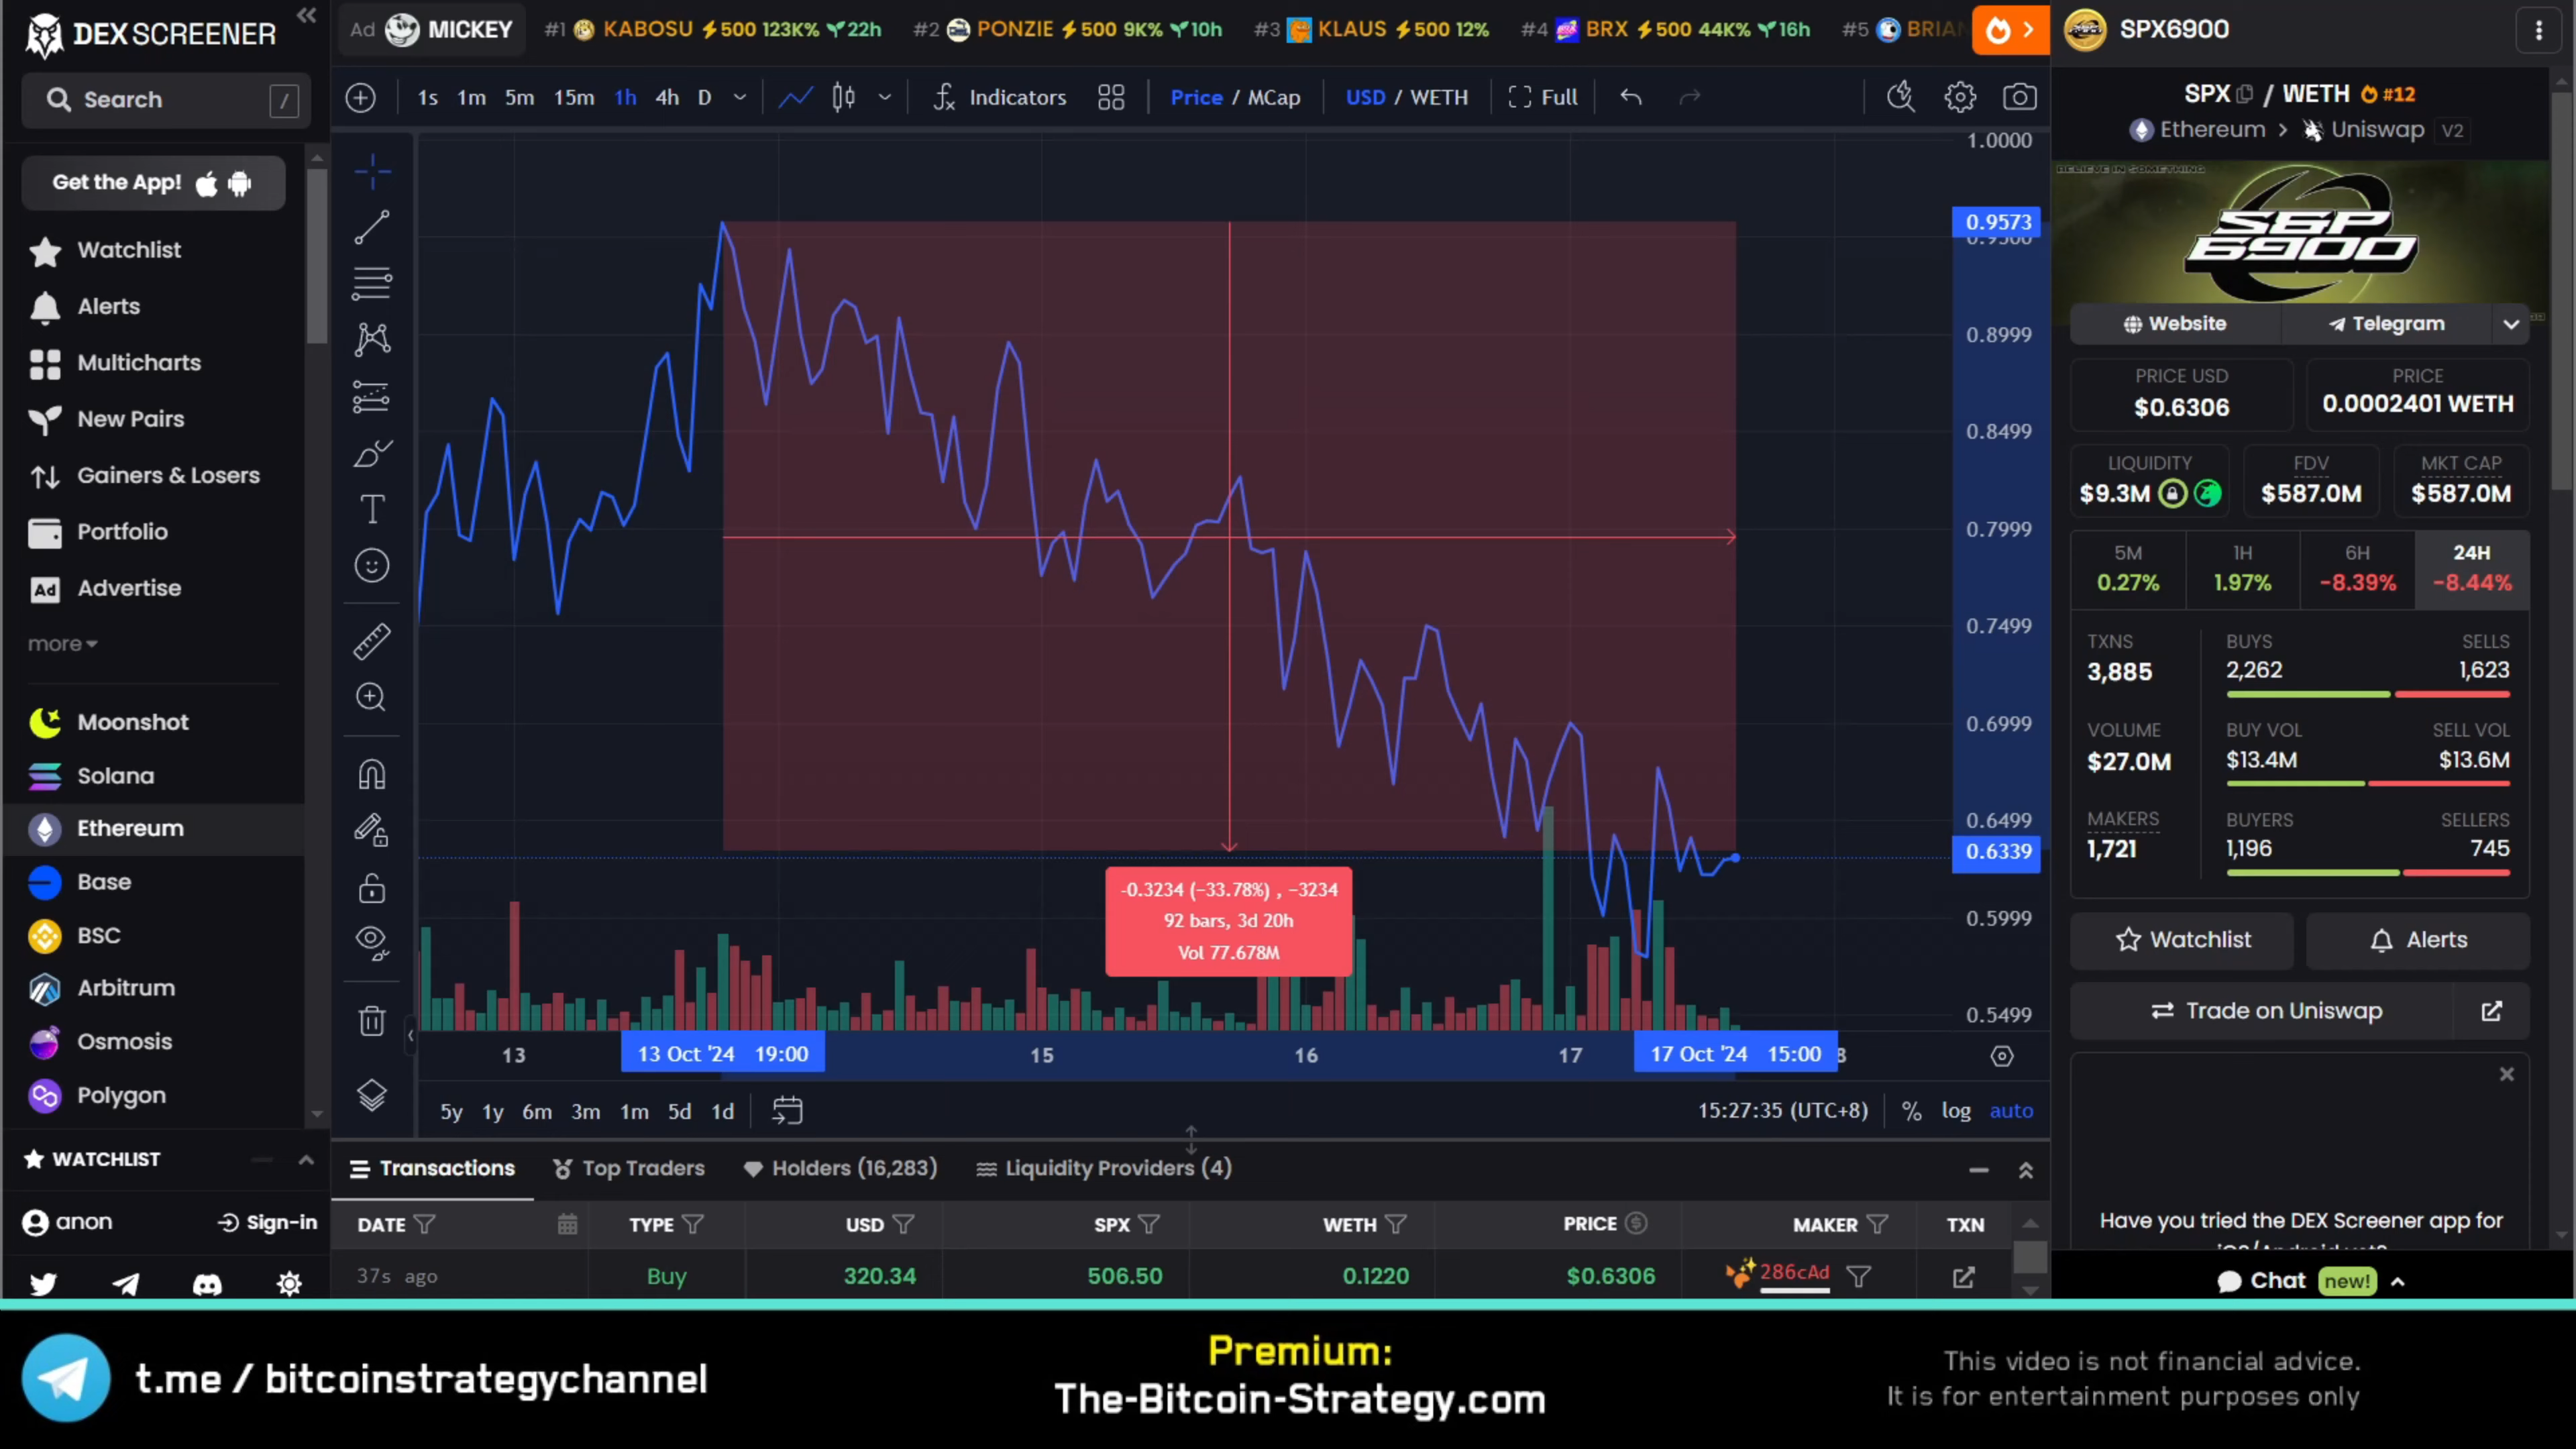 DEX SCREENER
Search /
Get the App!
Watchlist
Alerts
Multicharts
New Pairs
Gainers & Losers
Portfolio
Ad Advertise
more
Moonshot
Solana
Ethereum
Base
BSC
Arbitrum
Osmosis
Polygon
WATCHLIST
anon Sign-in
Ad MICKEY #1 KABOSU 500 123K% 22h #2 PONZIE 500 9K% 10h #3 KLAUS 500 12% #4 BRX 500 44K% 16h #5 BRIAN
1s 1m 5m 15m 1h 4h D Indicators Price / MCap USD / WETH Full
1.0000
0.9573
0.8999
0.8499
0.7999
0.7499
0.6999
0.6499
0.6339
0.5999
0.5499
-0.3234 (-33.78%) , -3234
92 bars, 3d 20h
Vol 77.678M
13 13 Oct '24 19:00 15 16 17 17 Oct '24 15:00 8
5y 1y 6m 3m 1m 5d 1d 15:27:35 (UTC+8) % log auto
Transactions Top Traders Holders (16,283) Liquidity Providers (4)
DATE TYPE USD SPX WETH PRICE MAKER TXN
37s ago Buy 320.34 506.50 0.1220 $0.6306 286cAd
SPX6900
SPX / WETH #12
Ethereum > Uniswap V2
BELIEVE IN SOMETHING
S&P
6900
Website Telegram
PRICE USD PRICE
$0.6306 0.0002401 WETH
LIQUIDITY FDV MKT CAP
$9.3M $587.0M $587.0M
5M 1H 6H 24H
0.27% 1.97% -8.39% -8.44%
TXNS BUYS SELLS
3,885 2,262 1,623
VOLUME BUY VOL SELL VOL
$27.0M $13.4M $13.6M
MAKERS BUYERS SELLERS
1,721 1,196 745
Watchlist Alerts
Trade on Uniswap
Have you tried the DEX Screener app for
iOS/Android yet?
Chat new!
t.me / bitcoinstrategychannel
Premium:
The-Bitcoin-Strategy.com
This video is not financial advice.
It is for entertainment purposes only